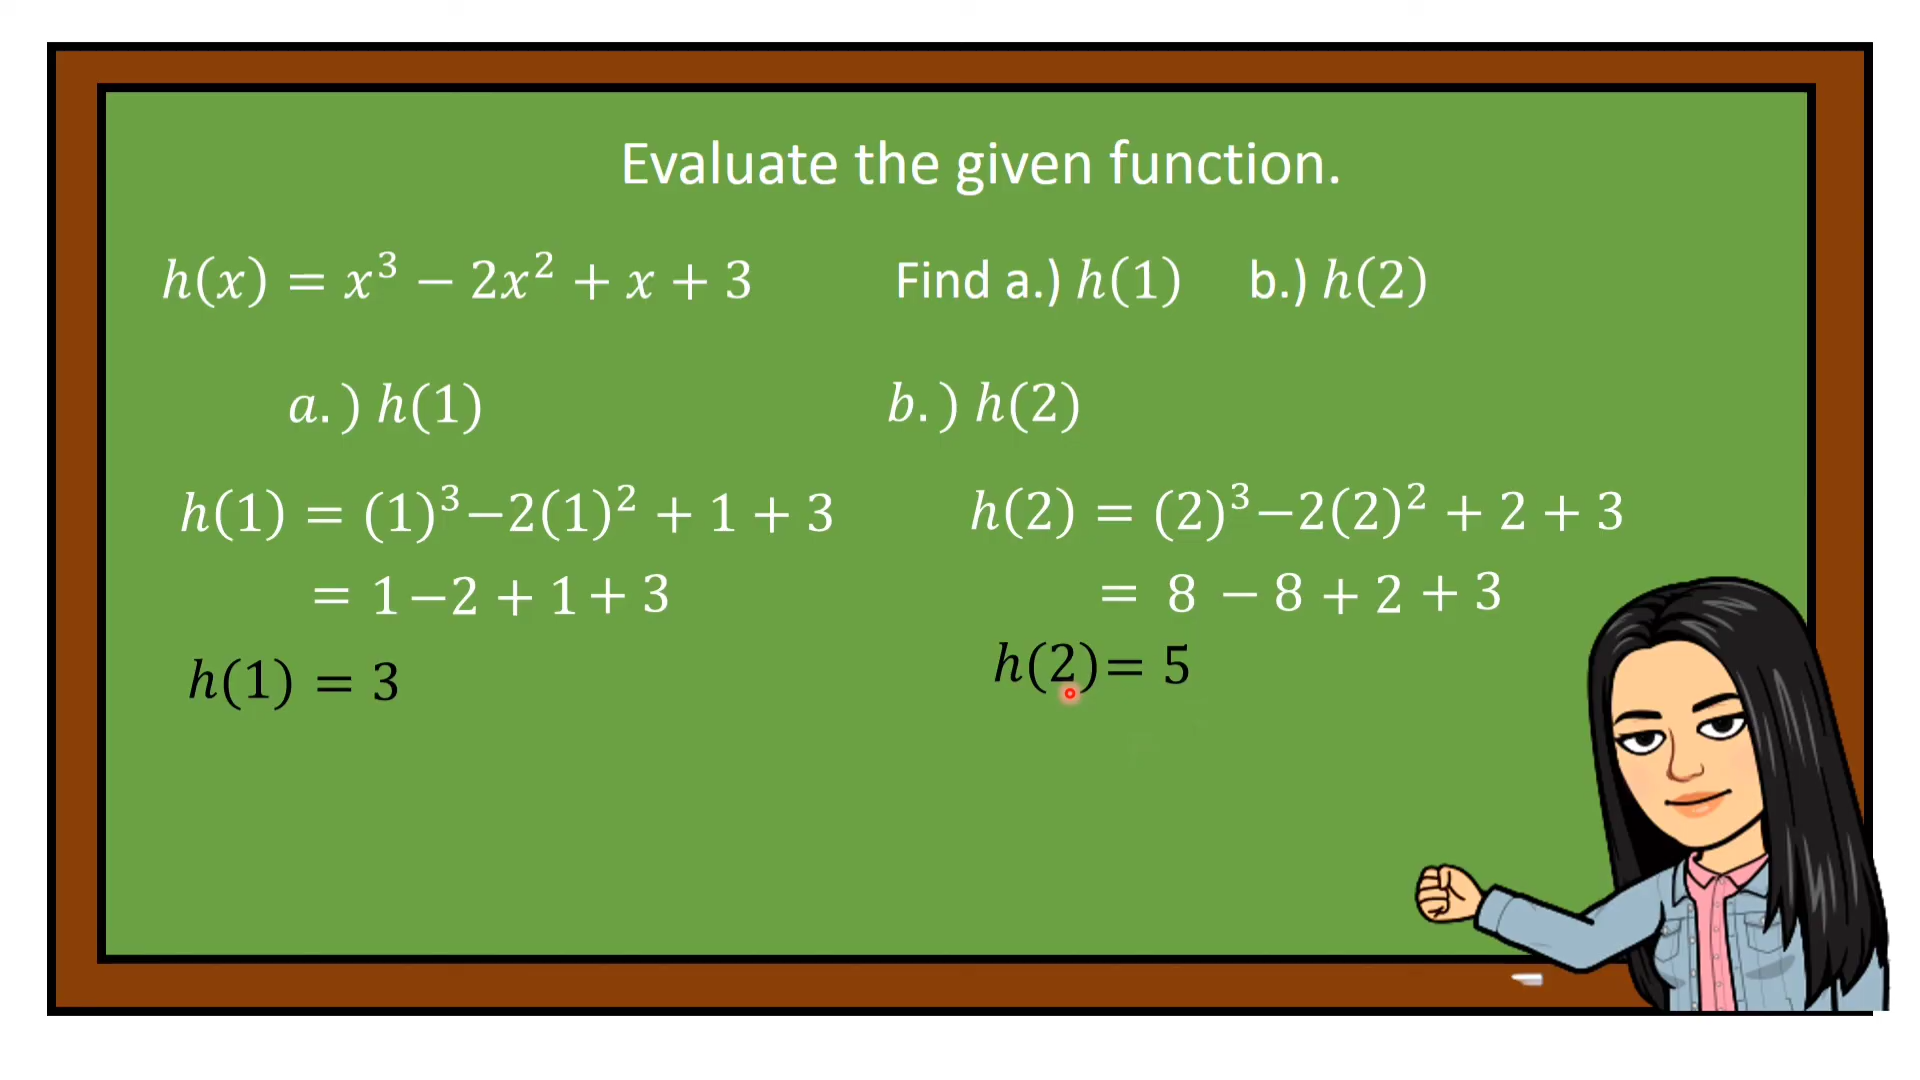 Evaluate the given function.
h(x) = x³ − 2x² + x + 3 Find a.) h(1) b.) h(2)
a.) h(1)
h(1) = (1)³−2(1)² + 1 + 3
= 1−2 + 1 + 3
h(1) = 3
b.) h(2)
h(2) = (2)³−2(2)² + 2 + 3
= 8 − 8 + 2 + 3
h(2)= 5